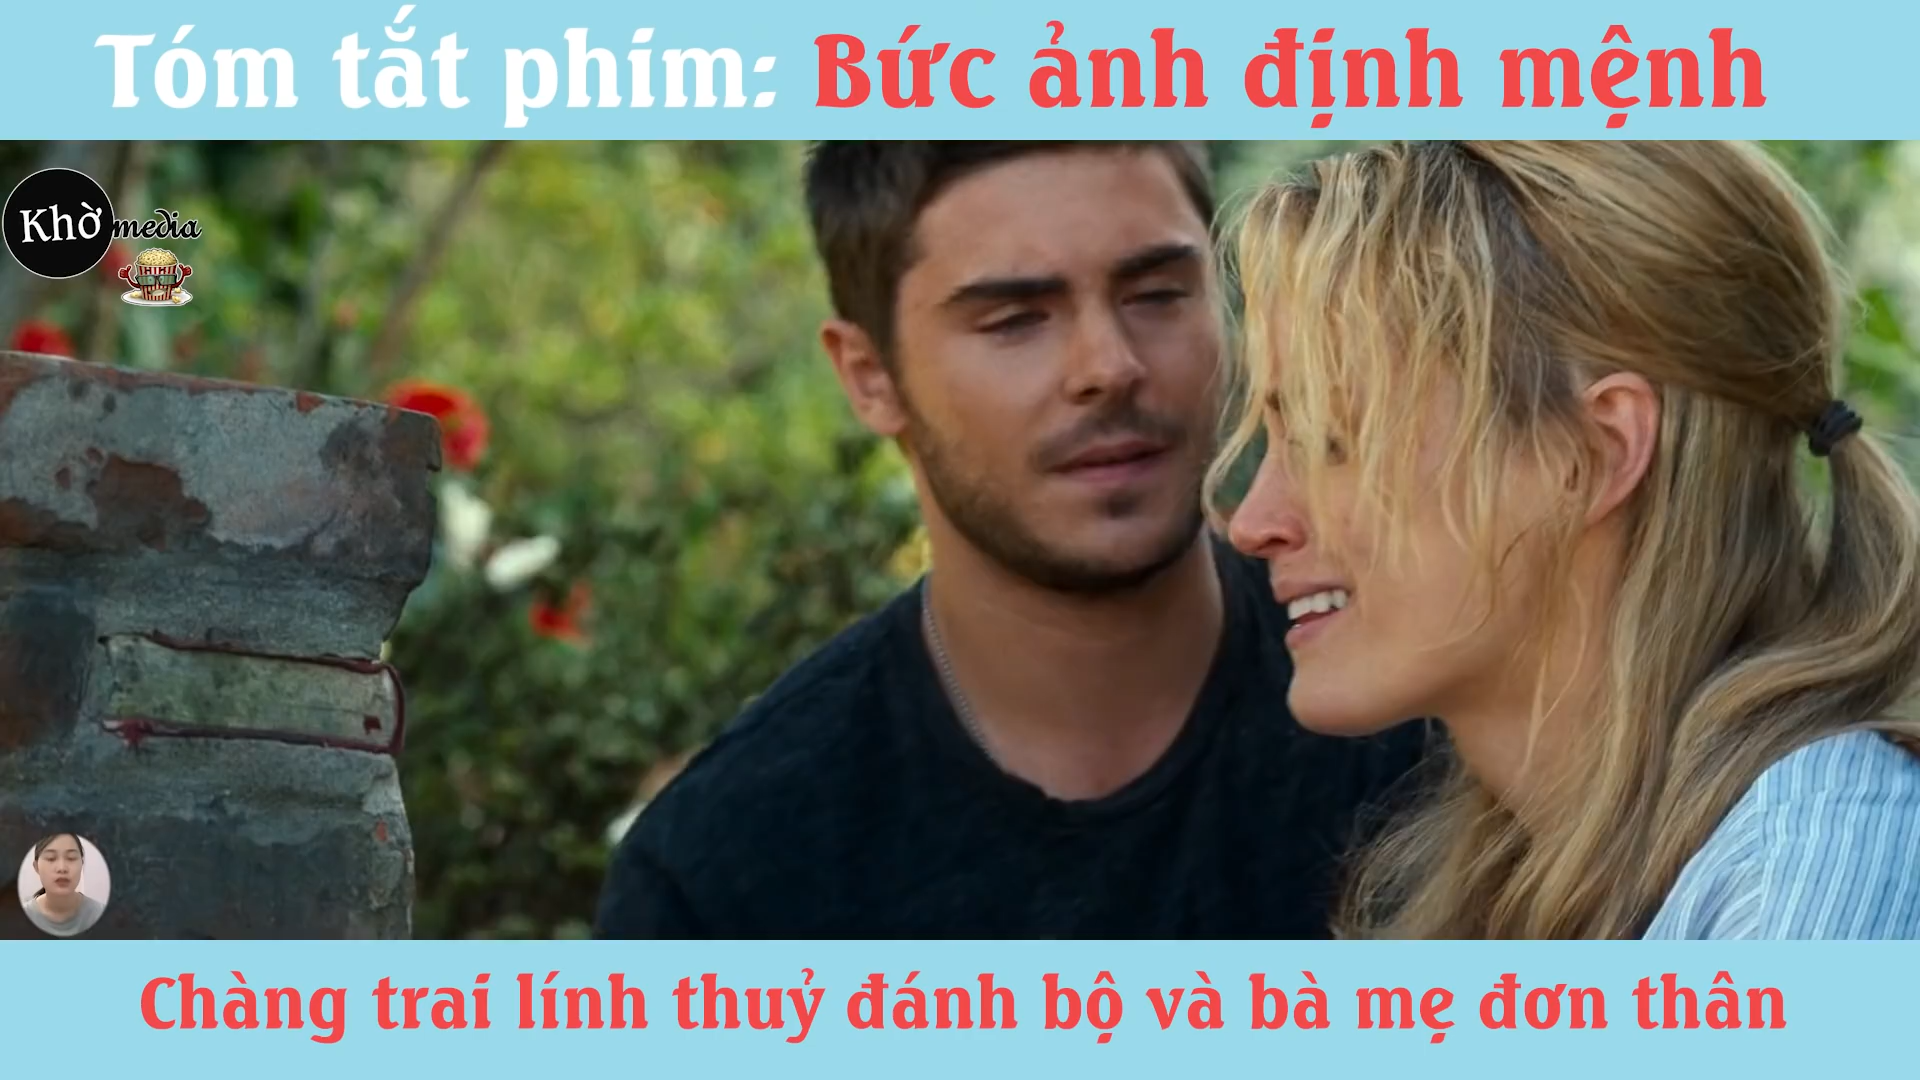 Tóm tắt phim: Bức ảnh định mệnh
Khờ media
Chàng trai lính thuỷ đánh bộ và bà mẹ đơn thân